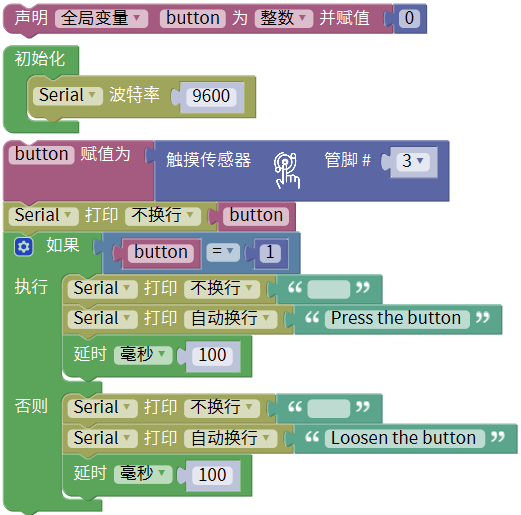 声明 全局变量 button 为 整数 并赋值 0
初始化
Serial 波特率 9600
button 赋值为 触摸传感器 管脚 # 3
Serial 打印 不换行 button
如果 button = 1
执行 Serial 打印 不换行 “ ”
Serial 打印 自动换行 “ Press the button ”
延时 毫秒 100
否则 Serial 打印 不换行 “ ”
Serial 打印 自动换行 “ Loosen the button ”
延时 毫秒 100